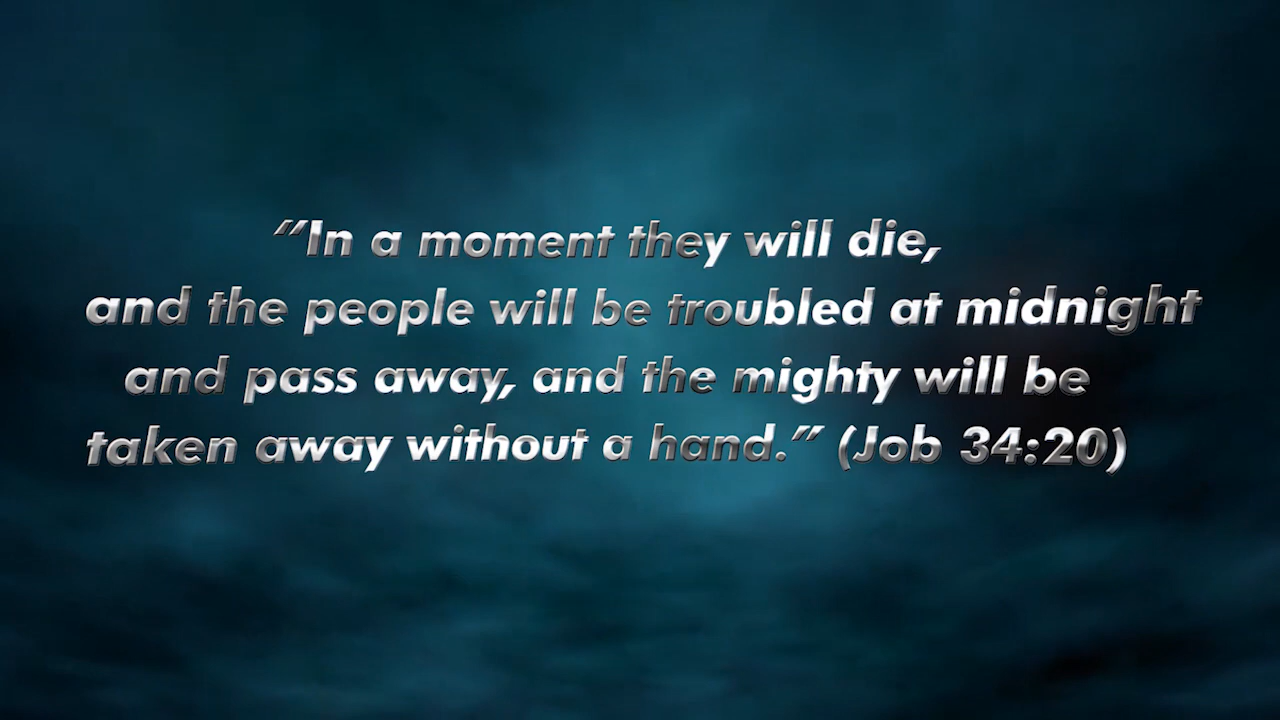 “In a moment they will die,
and the people will be troubled at midnight
and pass away, and the mighty will be
taken away without a hand.” (Job 34:20)